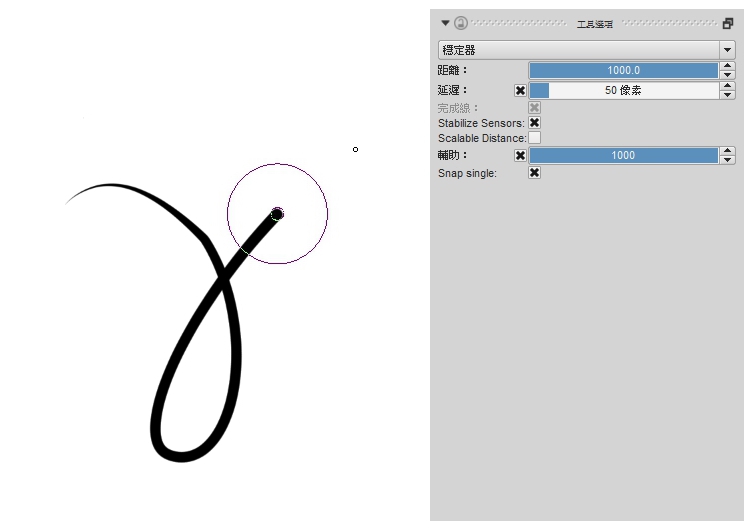 工具選項
穩定器
距離：
1000.0
延遲：
50 像素
完成線：
Stabilize Sensors:
Scalable Distance:
輔助：
1000
Snap single: